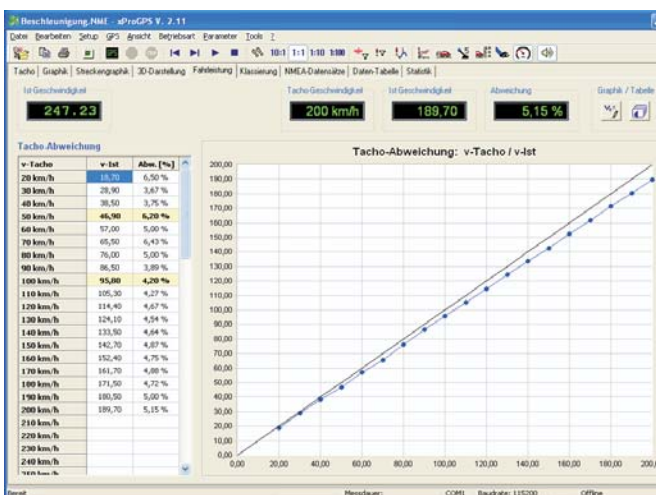 Beschleunigung.NME - xProGPS V. 2.11
Datei Bearbeiten Setup GPS Ansicht Betriebsart Parameter Tools ?
10:1 1:1 1:10 1:100
Tacho Graphik Streckengraphik 3D-Darstellung Fahrleistung Klassierung NMEA-Datensätze Daten-Tabelle Statistik
Ist-Geschwindigkeit Tacho-Geschwindigkeit Ist-Geschwindigkeit Abweichung Graphik / Tabelle
247.23 200 km/h 189,70 5,15 %
Tacho-Abweichung
v-Tacho v-Ist Abw. [%]
20 km/h 18,70 6,50 %
30 km/h 28,90 3,67 %
40 km/h 38,50 3,75 %
50 km/h 46,90 6,20 %
60 km/h 57,00 5,00 %
70 km/h 65,50 6,43 %
80 km/h 76,00 5,00 %
90 km/h 86,50 3,89 %
100 km/h 95,80 4,20 %
110 km/h 105,30 4,27 %
120 km/h 114,40 4,67 %
130 km/h 124,10 4,54 %
140 km/h 133,50 4,64 %
150 km/h 142,70 4,87 %
160 km/h 152,40 4,75 %
170 km/h 161,70 4,88 %
180 km/h 171,50 4,72 %
190 km/h 180,50 5,00 %
200 km/h 189,70 5,15 %
210 km/h
220 km/h
230 km/h
240 km/h
250 km/h
Tacho-Abweichung: v-Tacho / v-Ist
200,00
190,00
180,00
170,00
160,00
150,00
140,00
130,00
120,00
110,00
100,00
90,00
80,00
70,00
60,00
50,00
40,00
30,00
20,00
10,00
0,00
0,00 20,00 40,00 60,00 80,00 100,00 120,00 140,00 160,00 180,00 200,0
Bereit Messdauer: COM1 Baudrate: 115200 Offline